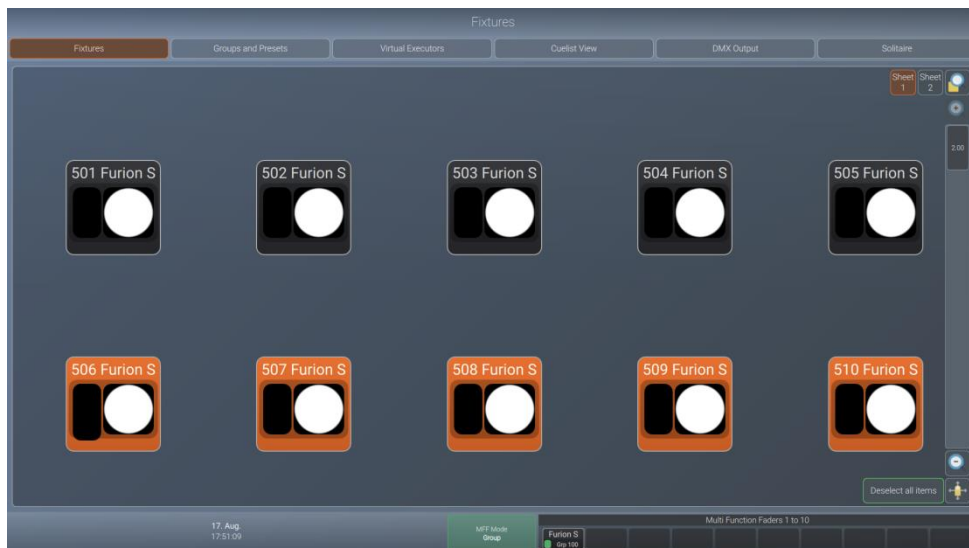 Fixtures
Fixtures Groups and Presets Virtual Executors Cuelist View DMX Output Solitaire
Sheet 1 Sheet 2
2.00
501 Furion S 502 Furion S 503 Furion S 504 Furion S 505 Furion S
506 Furion S 507 Furion S 508 Furion S 509 Furion S 510 Furion S
Deselect all items
17. Aug.
17:51:09
MFF Mode
Group
Multi Function Faders 1 to 10
Furion S
Grp 100